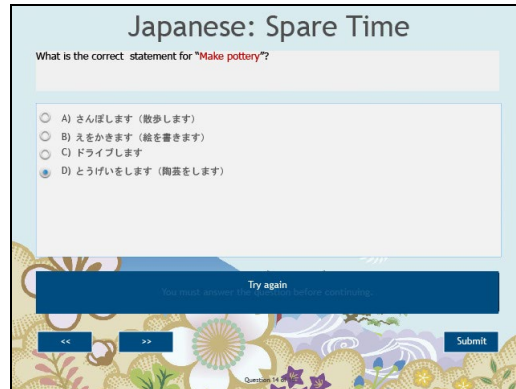 Japanese: Spare Time
What is the correct statement for "Make pottery"?
A) さんぽします（散歩します）
B) えをかきます（絵を書きます）
C) ドライブします
D) とうげいをします（陶芸をします）
Try again
You must answer the question before continuing.
<< >> Submit
Question 14 of